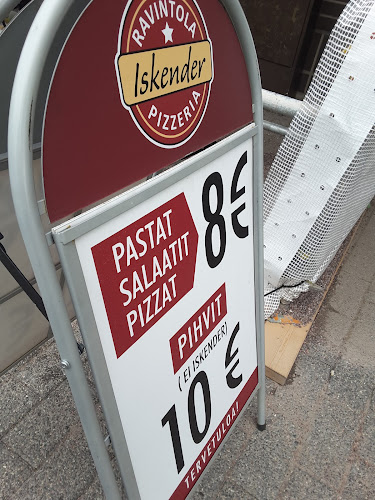 RAVINTOLA
Iskender
PIZZERIA
PASTAT
SALAATIT
PIZZAT
8€
PIHVIT
( EI ISKENDER)
10 €
TERVETULOA!